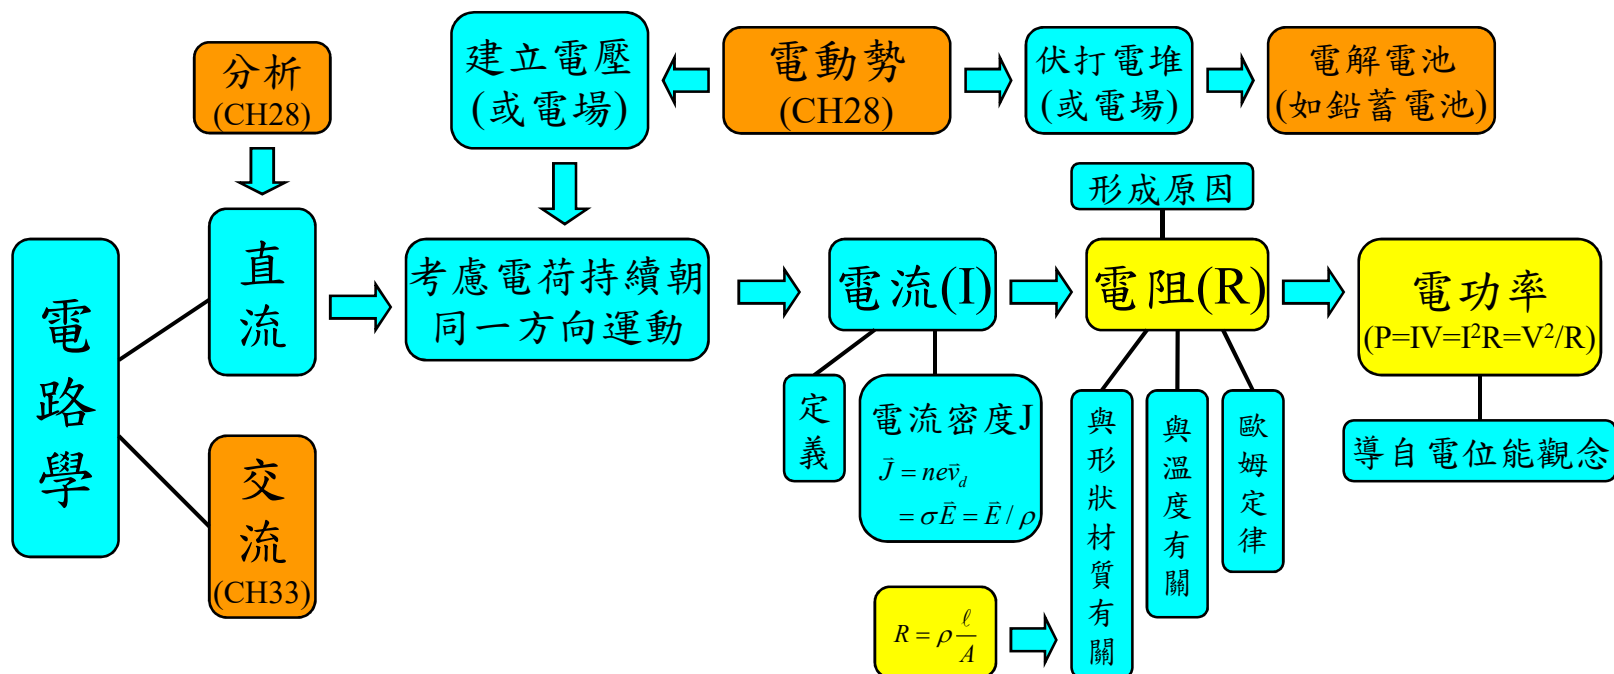 分析
(CH28)
建立電壓
(或電場)
電動勢
(CH28)
伏打電堆
(或電場)
電解電池
(如鉛蓄電池)
形成原因
電路學
直流
考慮電荷持續朝
同一方向運動
電流(I)
電阻(R)
電功率
(P=IV=I²R=V²/R)
交流
(CH33)
定義
電流密度J
J⃗ = nev⃗_d
= σE⃗ = E⃗ / ρ
與形狀材質有關
與溫度有關
歐姆定律
導自電位能觀念
R = ρ ℓ/A